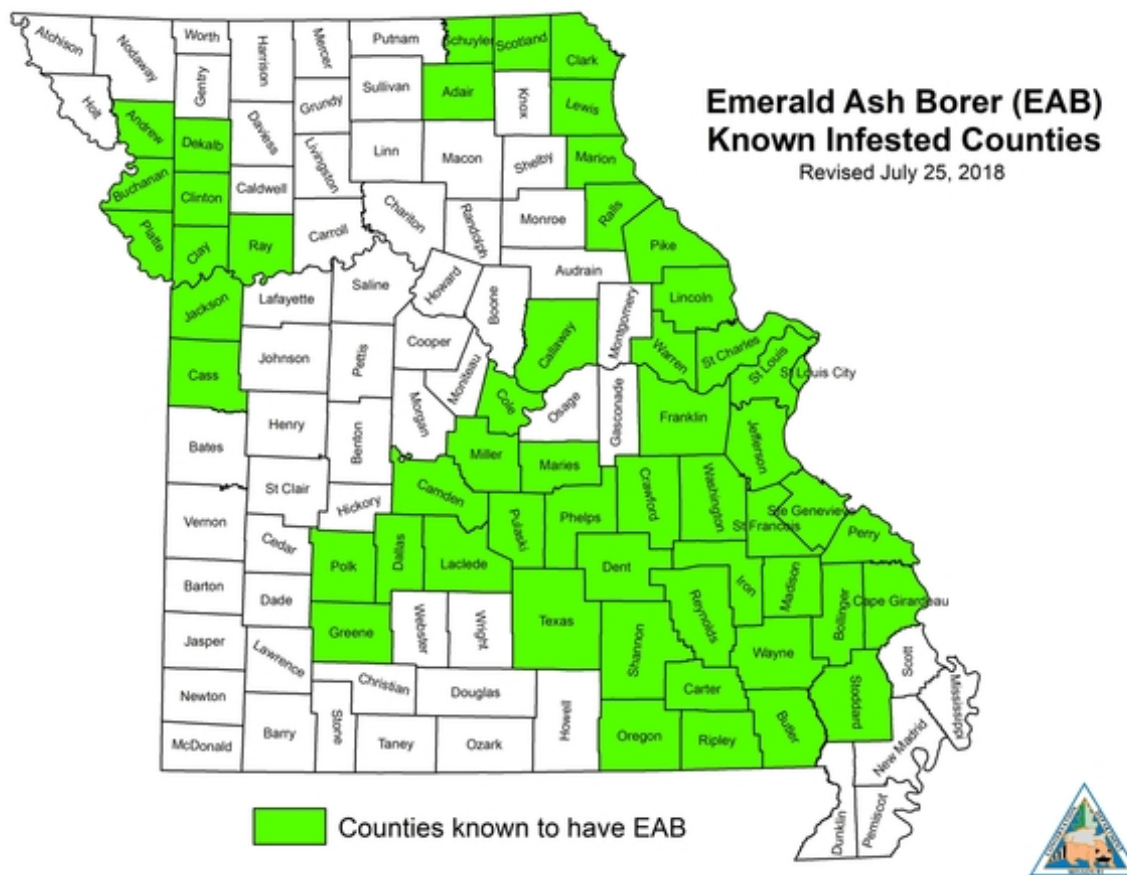 Emerald Ash Borer (EAB)
Known Infested Counties
Revised July 25, 2018
Atchison
Nodaway
Worth
Harrison
Mercer
Putnam
Schuyler
Scotland
Clark
Holt
Gentry
Sullivan
Adair
Knox
Lewis
Andrew
Dekalb
Daviess
Grundy
Livingston
Linn
Macon
Shelby
Marion
Buchanan
Clinton
Caldwell
Chariton
Randolph
Monroe
Ralls
Platte
Clay
Ray
Carroll
Pike
Audrain
Jackson
Lafayette
Saline
Howard
Boone
Callaway
Montgomery
Lincoln
Warren
St Charles
St Louis
St Louis City
Cass
Johnson
Pettis
Cooper
Moniteau
Cole
Osage
Gasconade
Franklin
Jefferson
Bates
Henry
Benton
Morgan
Miller
Maries
Crawford
Washington
Vernon
St Clair
Hickory
Camden
Pulaski
Phelps
St Francois
Ste Genevieve
Perry
Cedar
Polk
Dallas
Laclede
Dent
Iron
Madison
Bollinger
Cape Girardeau
Barton
Dade
Greene
Webster
Wright
Texas
Shannon
Reynolds
Wayne
Scott
Mississipp
Jasper
Lawrence
Christian
Douglas
Howell
Carter
Stoddard
Newton
Barry
Stone
Taney
Ozark
Oregon
Ripley
Butler
New Madrid
McDonald
Dunklin
Pemiscot
Counties known to have EAB